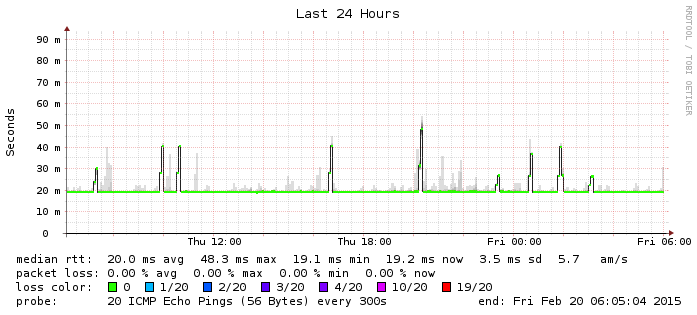 Last 24 Hours
RRDTOOL / TOBI OETIKER
Seconds
90 m
80 m
70 m
60 m
50 m
40 m
30 m
20 m
10 m
0
Thu 12:00 Thu 18:00 Fri 00:00 Fri 06:00
median rtt: 20.0 ms avg 48.3 ms max 19.1 ms min 19.2 ms now 3.5 ms sd 5.7 am/s
packet loss: 0.00 % avg 0.00 % max 0.00 % min 0.00 % now
loss color: 0 1/20 2/20 3/20 4/20 10/20 19/20
probe: 20 ICMP Echo Pings (56 Bytes) every 300s end: Fri Feb 20 06:05:04 2015